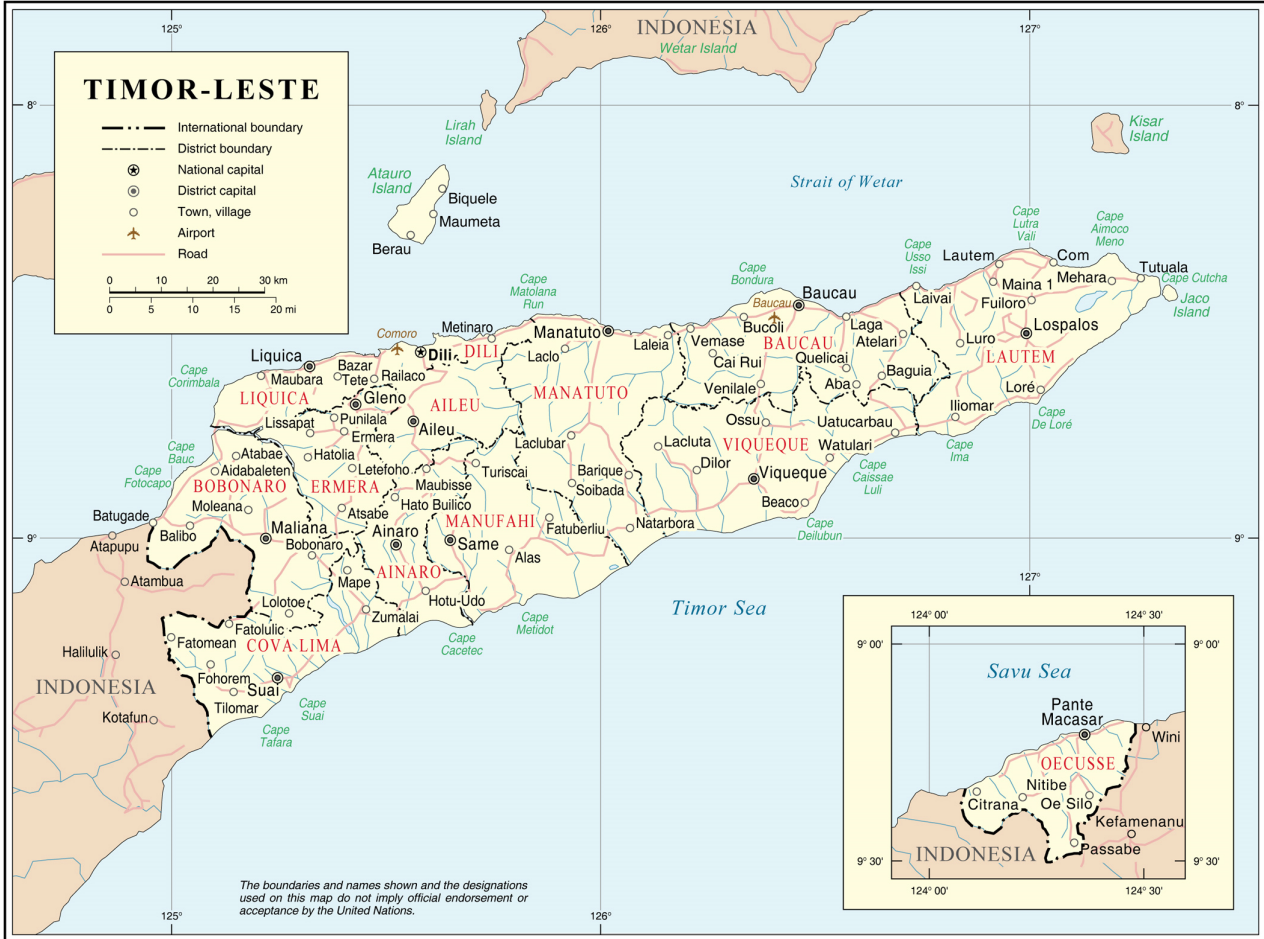 125°
126°
127°
INDONESIA
Wetar Island
TIMOR-LESTE
International boundary
District boundary
National capital
District capital
Town, village
Airport
Road
0 10 20 30 km
0 5 10 15 20 mi
8°
8°
Lirah
Island
Kisar
Island
Atauro
Island
Biquele
Maumeta
Berau
Strait of Wetar
Cape
Lutra
Vali
Cape
Aimoco
Meno
Cape
Usso
Issi
Lautem
Com
Mehara
Tutuala
Cape Cutcha
Jaco
Island
Cape
Matolana
Run
Cape
Bondura
Baucau
Baucau
Laivai
Maina 1
Fuiloro
Lospalos
Luro
LAUTEM
Loré
Iliomar
Cape
De Loré
Cape
Ima
Comoro
Metinaro
Manatuto
Bucoli
Laga
Atelari
Liquica
Dili
DILI
Laclo
Laleia
Vemase
BAUCAU
Cai Rui
Quelicai
Baguia
Cape
Corimbala
Maubara
Bazar
Tete
Railaco
Venilale
Aba
LIQUICA
Gleno
AILEU
MANATUTO
Lissapat
Punilala
Ermera
Aileu
Ossu
Uatucarbau
Laclubar
Lacluta
VIQUEQUE
Watulari
Cape
Bauc
Cape
Fotocapo
Atabae
Aidabaleten
Hatolia
Letefoho
Turiscai
Barique
Dilor
Viqueque
Cape
Caissae
Luli
BOBONARO
ERMERA
Maubisse
Soibada
Moleana
Atsabe
Hato Builico
Beaco
Batugade
Balibo
Maliana
Ainaro
MANUFAHI
Fatuberliu
Natarbora
Cape
Deilubun
9°
9°
Atapupu
Bobonaro
Same
Alas
Atambua
Mape
AINARO
127°
Lolotoe
Hotu-Udo
Zumalai
Cape
Metidot
Timor Sea
Fatolulic
Fatomean
COVA LIMA
Cape
Cacetec
Halilulik
Fohorem
INDONESIA
Suai
Tilomar
Kotafun
Cape
Suai
Cape
Tafara
124° 00'
124° 30'
9° 00'
9° 00'
Savu Sea
Pante
Macasar
Wini
OECUSSE
Nitibe
Citrana
Oe Silo
Kefamenanu
Passabe
INDONESIA
9° 30'
9° 30'
124° 00'
124° 30'
The boundaries and names shown and the designations
used on this map do not imply official endorsement or
acceptance by the United Nations.
125°
126°